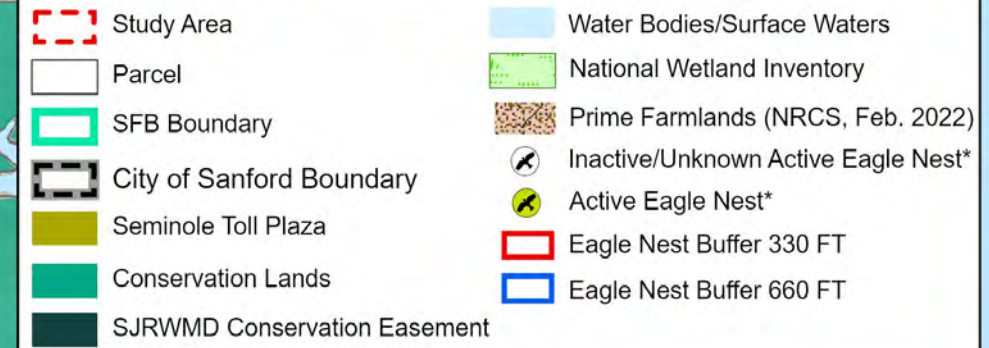 Study Area
Parcel
SFB Boundary
City of Sanford Boundary
Seminole Toll Plaza
Conservation Lands
SJRWMD Conservation Easement
Water Bodies/Surface Waters
National Wetland Inventory
Prime Farmlands (NRCS, Feb. 2022)
Inactive/Unknown Active Eagle Nest*
Active Eagle Nest*
Eagle Nest Buffer 330 FT
Eagle Nest Buffer 660 FT